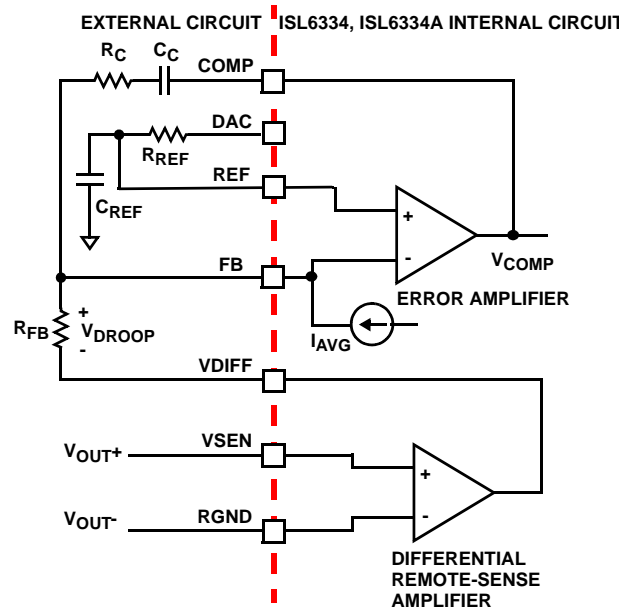 EXTERNAL CIRCUIT
ISL6334, ISL6334A INTERNAL CIRCUIT
RC
CC
COMP
DAC
RREF
REF
CREF
+
-
VCOMP
FB
ERROR AMPLIFIER
RFB
+
VDROOP
-
IAVG
VDIFF
VOUT+
VSEN
+
VOUT-
RGND
-
DIFFERENTIAL
REMOTE-SENSE
AMPLIFIER